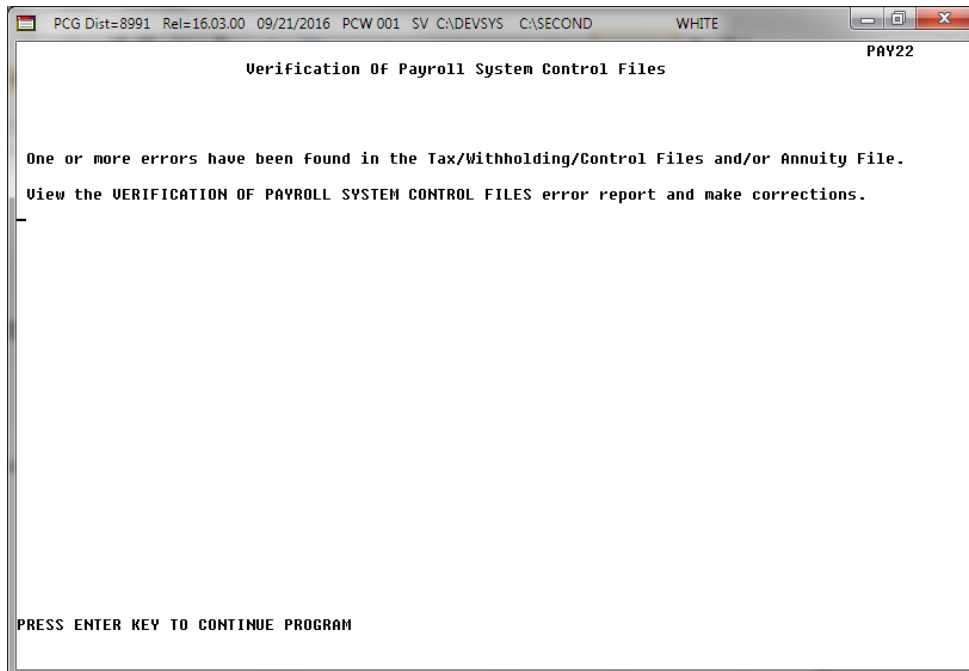 PCG Dist=8991 Rel=16.03.00 09/21/2016 PCW 001 SV C:\DEVSYS C:\SECOND WHITE
PAY22
Verification Of Payroll System Control Files
One or more errors have been found in the Tax/Withholding/Control Files and/or Annuity File.
View the VERIFICATION OF PAYROLL SYSTEM CONTROL FILES error report and make corrections.
PRESS ENTER KEY TO CONTINUE PROGRAM